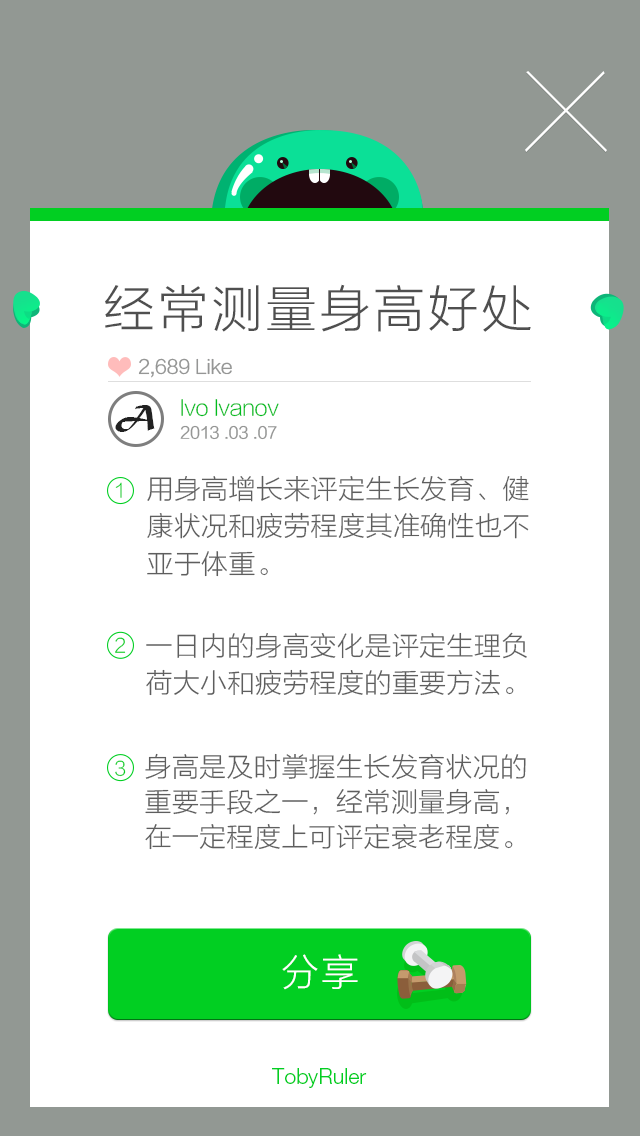 经常测量身高好处
2,689 Like
A
Ivo Ivanov
2013 .03 .07
1 用身高增长来评定生长发育、健
康状况和疲劳程度其准确性也不
亚于体重。
2 一日内的身高变化是评定生理负
荷大小和疲劳程度的重要方法。
3 身高是及时掌握生长发育状况的
重要手段之一，经常测量身高，
在一定程度上可评定衰老程度。
分享
TobyRuler